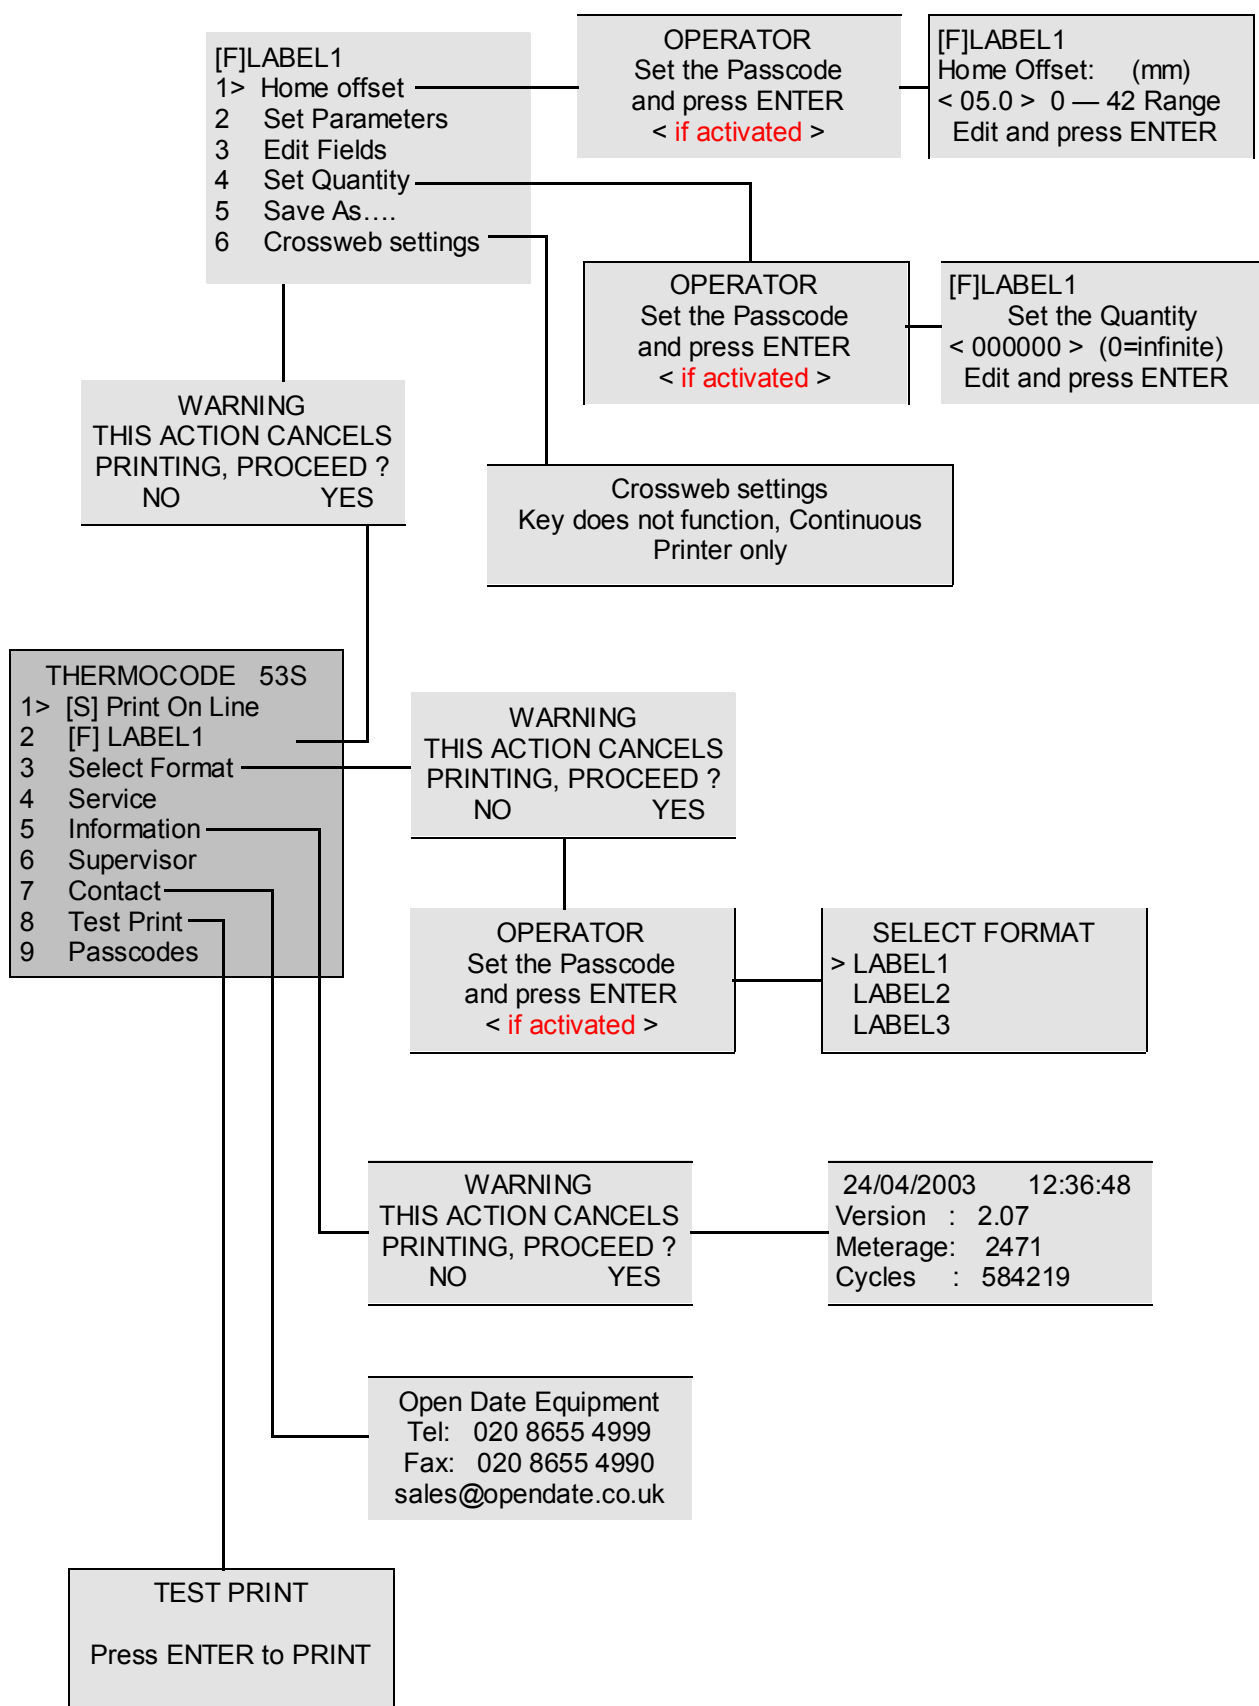 [F]LABEL1
1> Home offset
2 Set Parameters
3 Edit Fields
4 Set Quantity
5 Save As....
6 Crossweb settings
OPERATOR
Set the Passcode
and press ENTER
< if activated >
[F]LABEL1
Home Offset: (mm)
< 05.0 > 0 — 42 Range
Edit and press ENTER
OPERATOR
Set the Passcode
and press ENTER
< if activated >
[F]LABEL1
Set the Quantity
< 000000 > (0=infinite)
Edit and press ENTER
WARNING
THIS ACTION CANCELS
PRINTING, PROCEED ?
NO YES
Crossweb settings
Key does not function, Continuous
Printer only
THERMOCODE 53S
1> [S] Print On Line
2 [F] LABEL1
3 Select Format
4 Service
5 Information
6 Supervisor
7 Contact
8 Test Print
9 Passcodes
WARNING
THIS ACTION CANCELS
PRINTING, PROCEED ?
NO YES
OPERATOR
Set the Passcode
and press ENTER
< if activated >
SELECT FORMAT
> LABEL1
LABEL2
LABEL3
WARNING
THIS ACTION CANCELS
PRINTING, PROCEED ?
NO YES
24/04/2003 12:36:48
Version : 2.07
Meterage: 2471
Cycles : 584219
Open Date Equipment
Tel: 020 8655 4999
Fax: 020 8655 4990
sales@opendate.co.uk
TEST PRINT
Press ENTER to PRINT